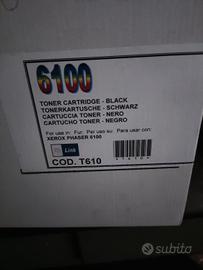 6100
TONER CARTRIDGE - BLACK
TONERKARTUSCHE - SCHWARZ
CARTUCCIA TONER - NERO
CARTUCHO TONER - NEGRO
For use in: Fur: Per uso su: Para usar con:
XEROX PHASER 6100
Link
COD. T610
subito